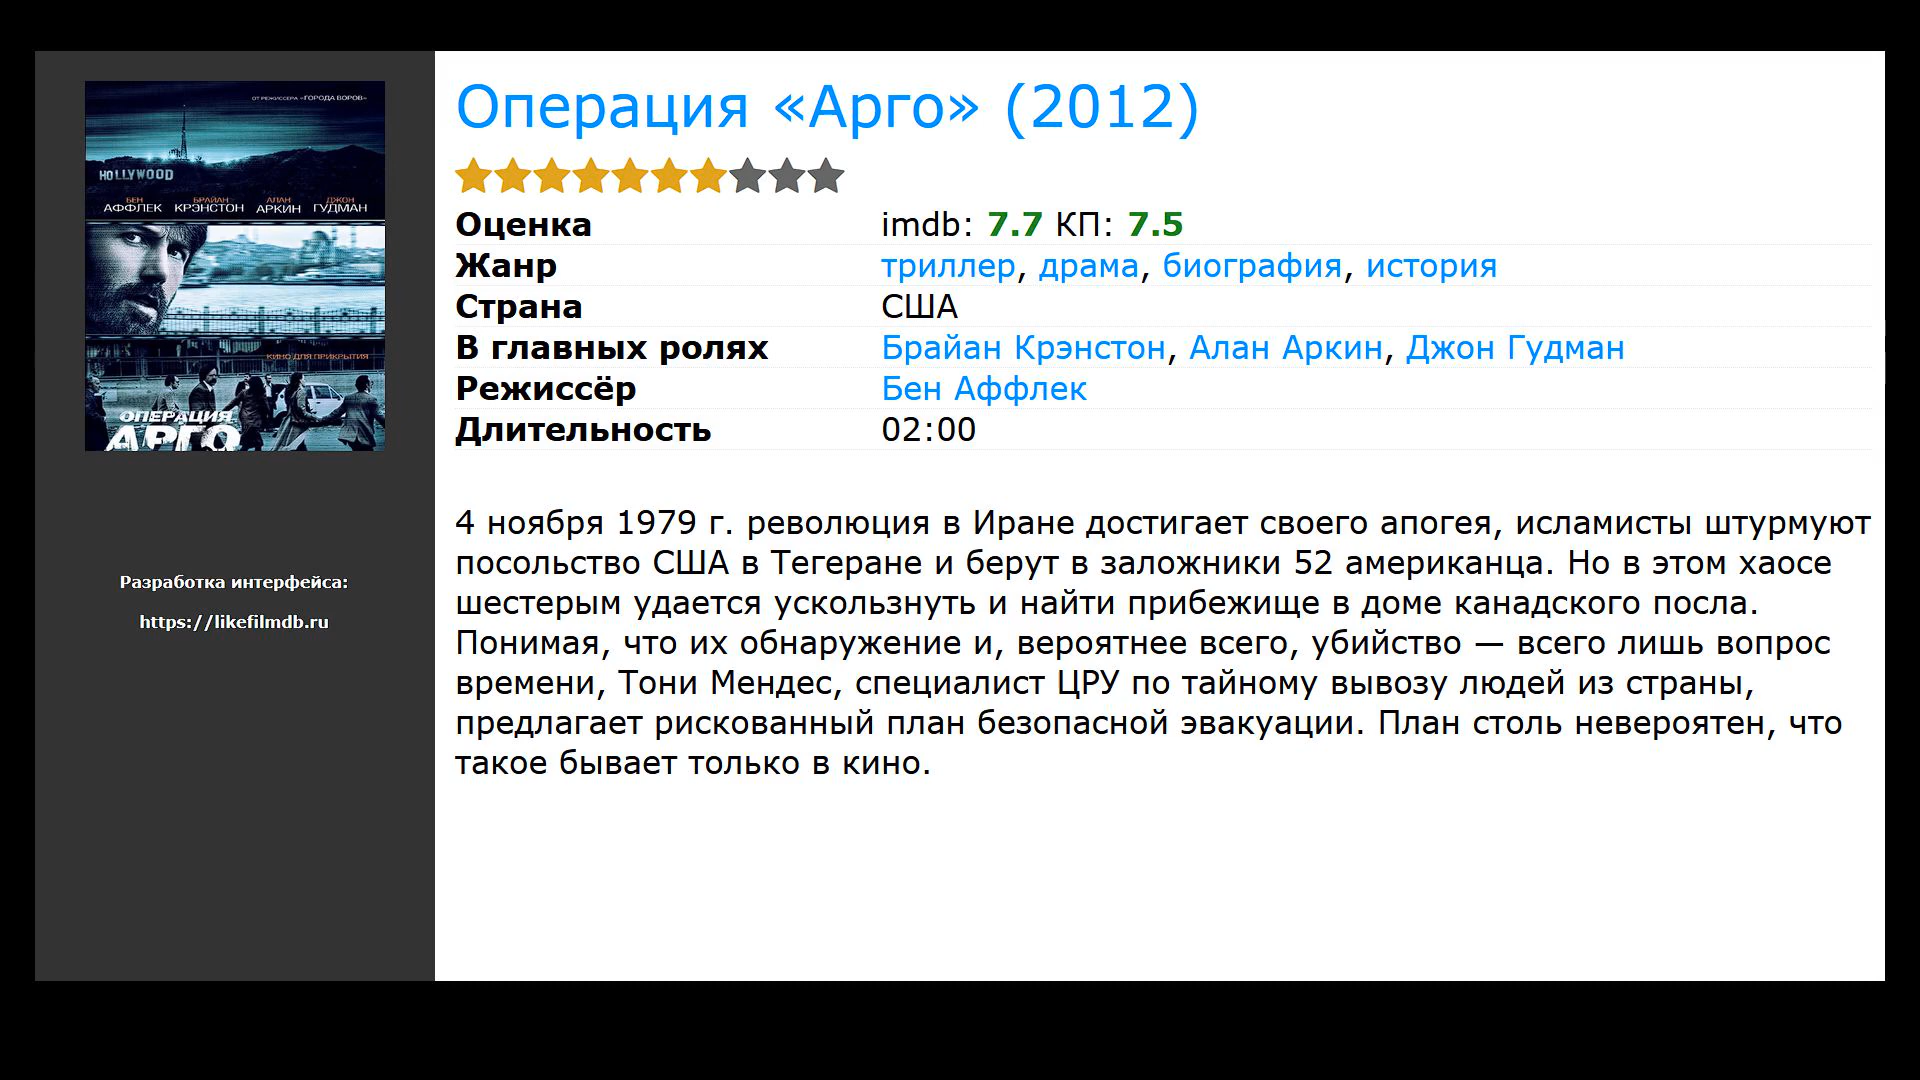 ОТ РЕЖИССЕРА «ГОРОДА ВОРОВ»
HOLLYWOOD
БЕН АФФЛЕК БРАЙАН КРЭНСТОН АЛАН АРКИН ДЖОН ГУДМАН
КИНО ДЛЯ ПРИКРЫТИЯ
ОПЕРАЦИЯ
АРГО
Разработка интерфейса:
https://likefilmdb.ru
Операция «Арго» (2012)
Оценка imdb: 7.7 КП: 7.5
Жанр триллер, драма, биография, история
Страна США
В главных ролях Брайан Крэнстон, Алан Аркин, Джон Гудман
Режиссёр Бен Аффлек
Длительность 02:00
4 ноября 1979 г. революция в Иране достигает своего апогея, исламисты штурмуют
посольство США в Тегеране и берут в заложники 52 американца. Но в этом хаосе
шестерым удается ускользнуть и найти прибежище в доме канадского посла.
Понимая, что их обнаружение и, вероятнее всего, убийство — всего лишь вопрос
времени, Тони Мендес, специалист ЦРУ по тайному вывозу людей из страны,
предлагает рискованный план безопасной эвакуации. План столь невероятен, что
такое бывает только в кино.